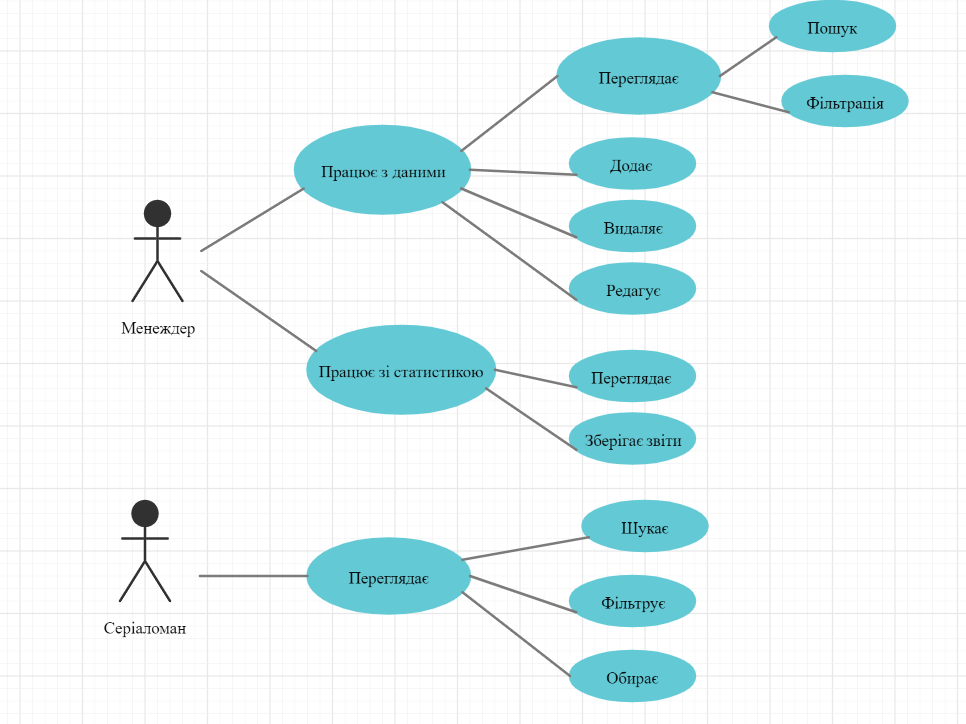 Пошук
Переглядає
Фільтрація
Працює з даними
Додає
Видаляє
Редагує
Менеждер
Працює зі статистикою
Переглядає
Зберігає звіти
Шукає
Переглядає
Фільтрує
Серіаломан
Обирає